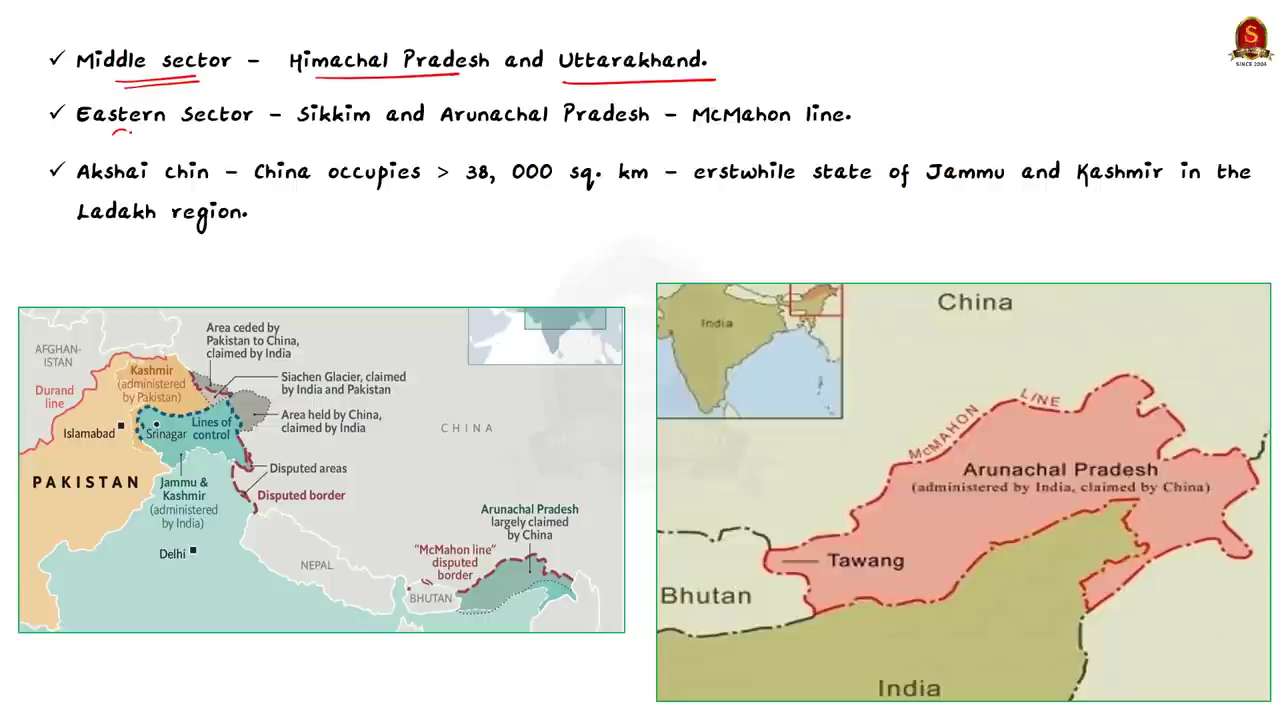 ✓ Middle sector - Himachal Pradesh and Uttarakhand.
✓ Eastern Sector - Sikkim and Arunachal Pradesh - McMahon line.
✓ Akshai chin - China occupies > 38, 000 sq. km - erstwhile state of Jammu and Kashmir in the
Ladakh region.
S
SINCE 2004
Area ceded by
Pakistan to China,
claimed by India
AFGHAN-
ISTAN
Kashmir
(administered
by Pakistan)
Siachen Glacier, claimed
by India and Pakistan
Durand
line
Area held by China,
claimed by India
Lines of
control
Islamabad
Srinagar
CHINA
Disputed areas
PAKISTAN
Jammu &
Kashmir
(administered
by India)
Disputed border
Arunachal Pradesh
largely claimed
by China
Delhi
"McMahon line"
disputed
border
NEPAL
BHUTAN
China
India
McMAHON LINE
Arunachal Pradesh
(administered by India, claimed by China)
Tawang
Bhutan
India